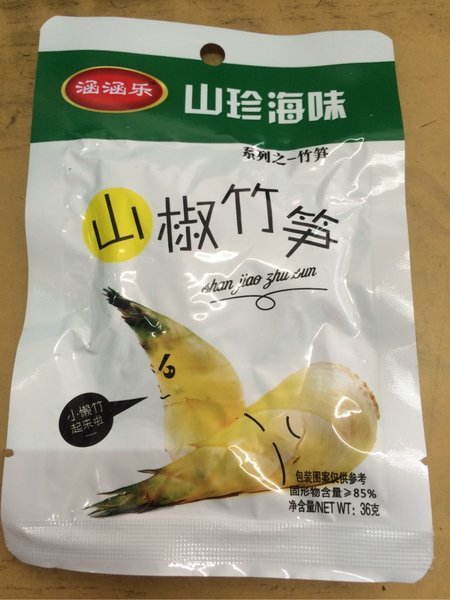 涵涵乐
山珍海味
系列之一竹笋
山椒竹笋
shan jiao zhu sun
小懒竹
起来啦
包装图案仅供参考
固形物含量≥85%
净含量/NET WT: 36克